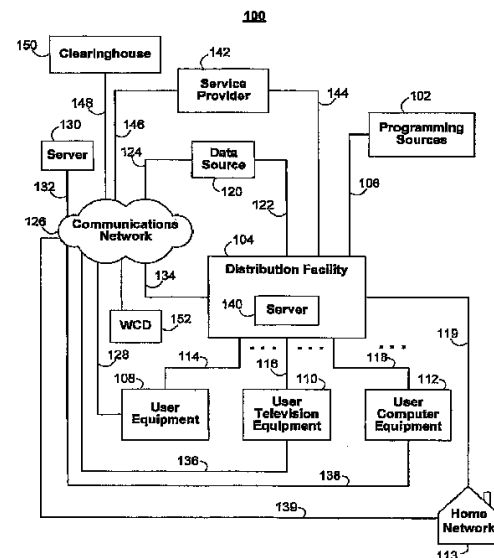 100
150
Clearinghouse
142
Service
Provider
144
102
Programming
Sources
148
146
130
Server
124
Data
Source
120
132
122
106
126
Communications
Network
104
Distribution Facility
134
140
Server
WCD
152
119
128
114
116
118
108
User
Equipment
110
User
Television
Equipment
112
User
Computer
Equipment
136
138
139
Home
Network
113